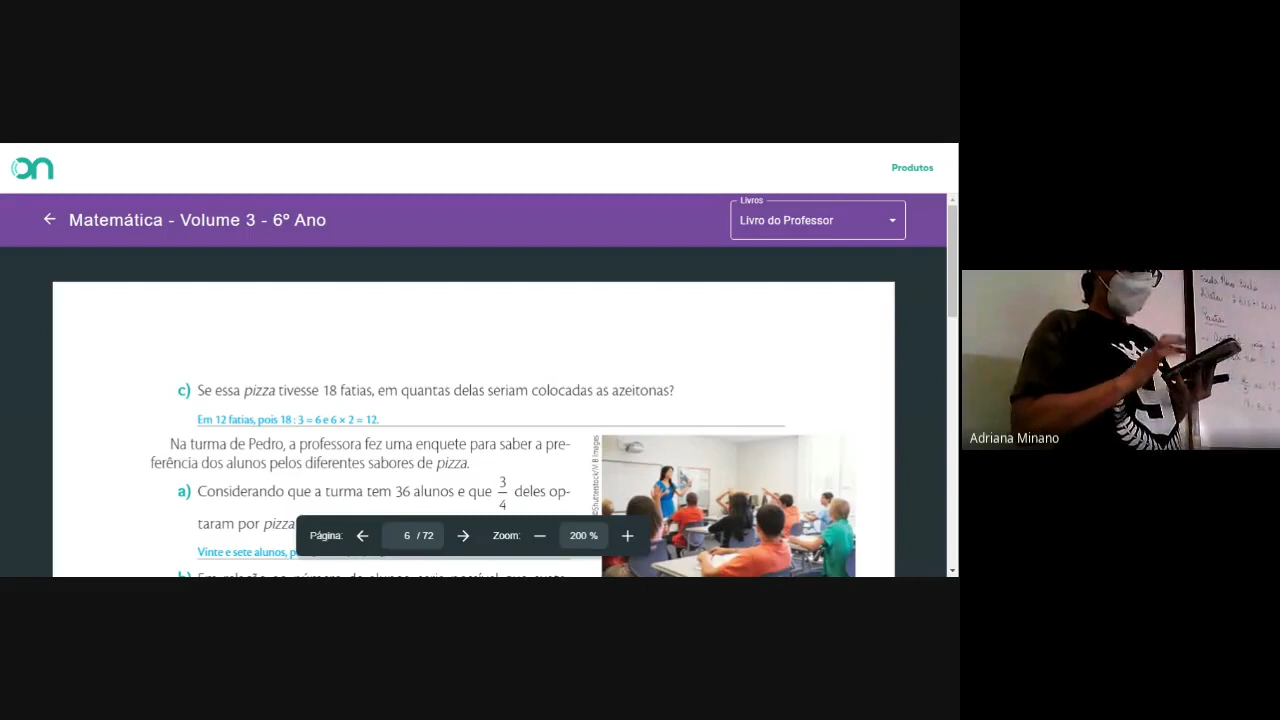 on
Produtos
Matemática - Volume 3 - 6º Ano
Livros
Livro do Professor
c) Se essa pizza tivesse 18 fatias, em quantas delas seriam colocadas as azeitonas?
Em 12 fatias, pois 18 : 3 = 6 e 6 × 2 = 12.
Na turma de Pedro, a professora fez uma enquete para saber a pre-
ferência dos alunos pelos diferentes sabores de pizza.
a) Considerando que a turma tem 36 alunos e que 3/4 deles op-
taram por pizza
Vinte e sete alunos, p
Página: 6 / 72 Zoom: 200 %
©Shutterstock/
Adriana Minano